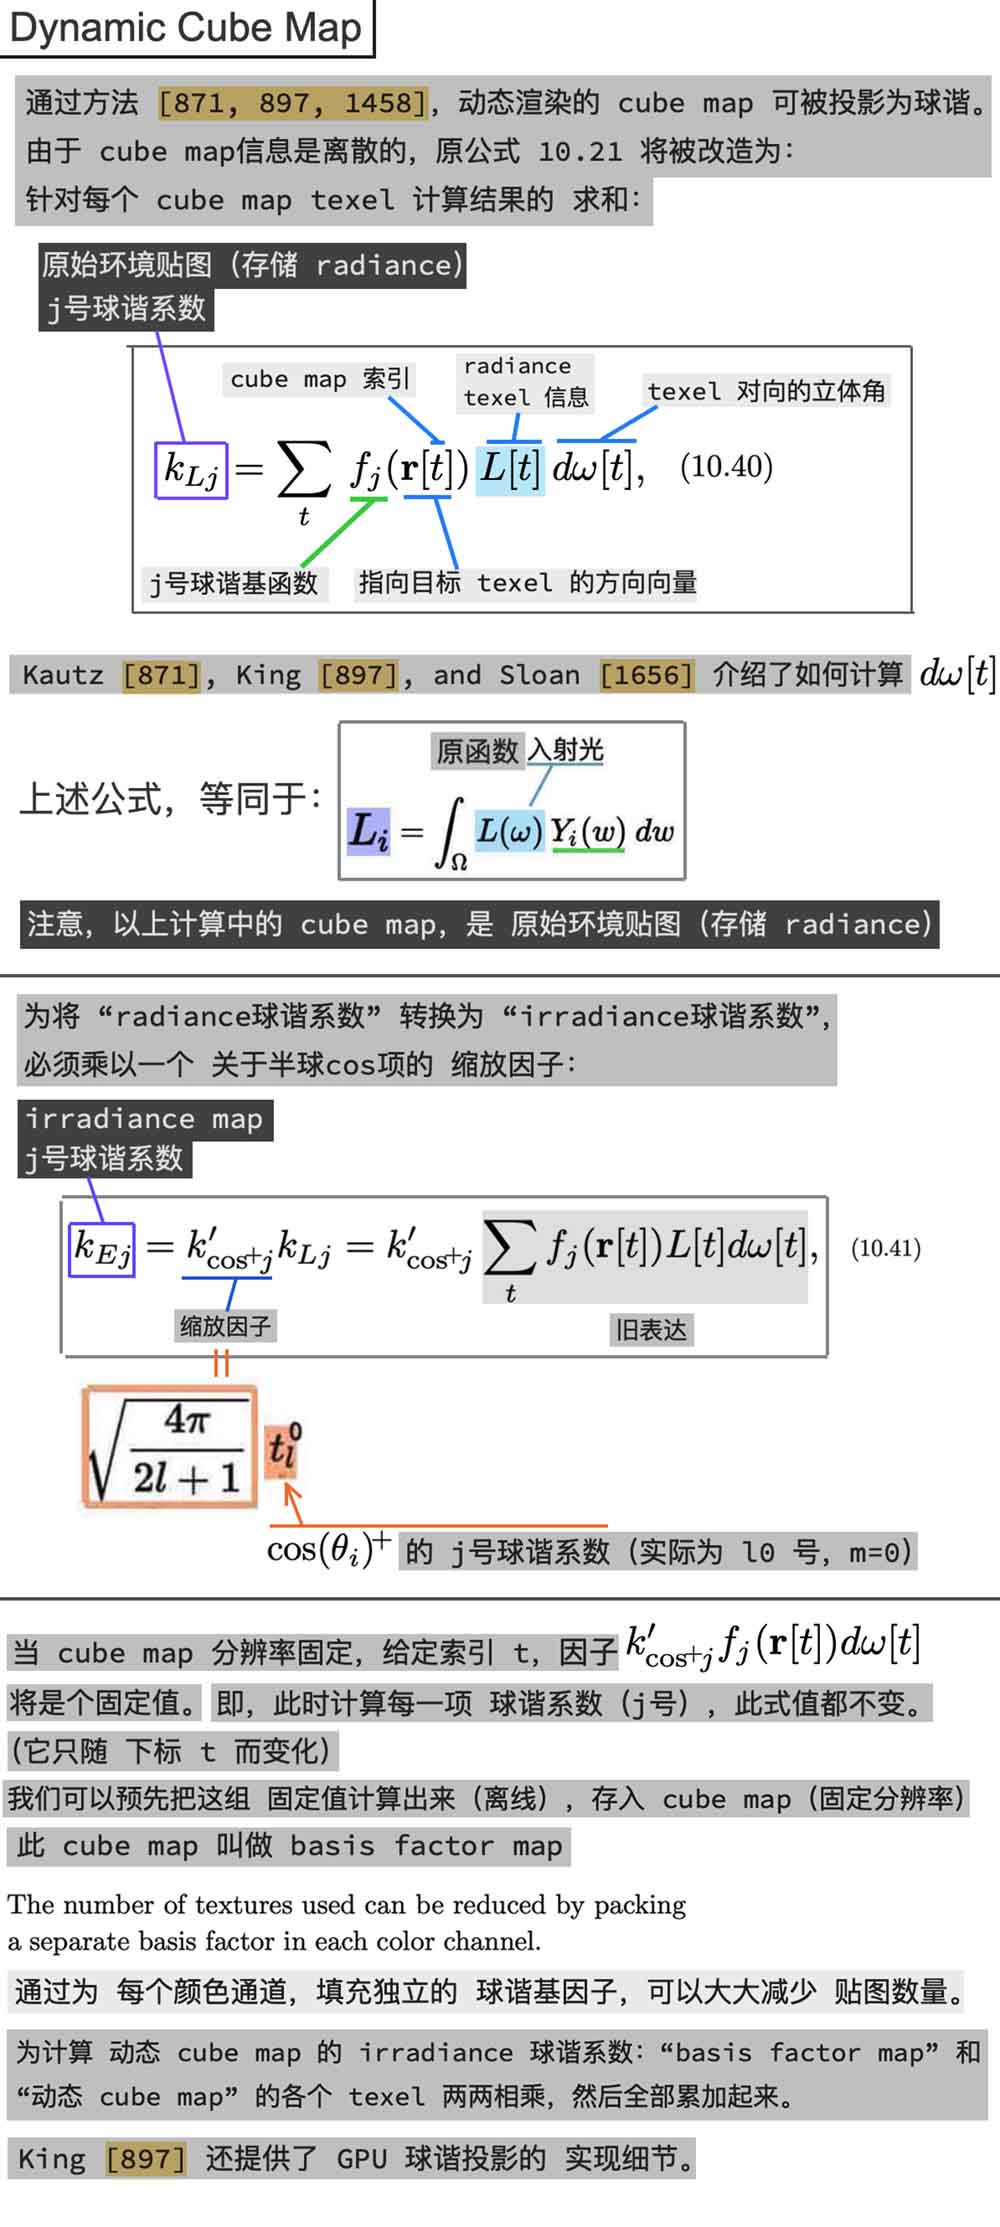 Dynamic Cube Map
通过方法 [871, 897, 1458]，动态渲染的 cube map 可被投影为球谐。
由于 cube map信息是离散的，原公式 10.21 将被改造为：
针对每个 cube map texel 计算结果的 求和：
原始环境贴图（存储 radiance）
j号球谐系数
radiance
cube map 索引
texel 信息
texel 对向的立体角
k_{Lj} = ∑_t f_j(r[t]) L[t] dω[t], (10.40)
j号球谐基函数
指向目标 texel 的方向向量
Kautz [871], King [897], and Sloan [1656] 介绍了如何计算 dω[t]
原函数 入射光
上述公式，等同于：
L_i = ∫_Ω L(ω) Y_i(w) dw
注意，以上计算中的 cube map，是 原始环境贴图（存储 radiance）
为将 “radiance球谐系数” 转换为 “irradiance球谐系数”，
必须乘以一个 关于半球cos项的 缩放因子：
irradiance map
j号球谐系数
k_{Ej} = k′_{cos⁺j} k_{Lj} = k′_{cos⁺j} ∑_t f_j(r[t])L[t]dω[t], (10.41)
缩放因子
旧表达
√(4π / (2l + 1)) t_l^0
cos(θ_i)⁺ 的 j号球谐系数（实际为 l0 号，m=0）
当 cube map 分辨率固定，给定索引 t，因子 k′_{cos⁺j} f_j(r[t])dω[t]
将是个固定值。 即，此时计算每一项 球谐系数（j号），此式值都不变。
（它只随 下标 t 而变化）
我们可以预先把这组 固定值计算出来（离线），存入 cube map（固定分辨率）
此 cube map 叫做 basis factor map
The number of textures used can be reduced by packing
a separate basis factor in each color channel.
通过为 每个颜色通道，填充独立的 球谐基因子，可以大大减少 贴图数量。
为计算 动态 cube map 的 irradiance 球谐系数：“basis factor map” 和
“动态 cube map” 的各个 texel 两两相乘，然后全部累加起来。
King [897] 还提供了 GPU 球谐投影的 实现细节。